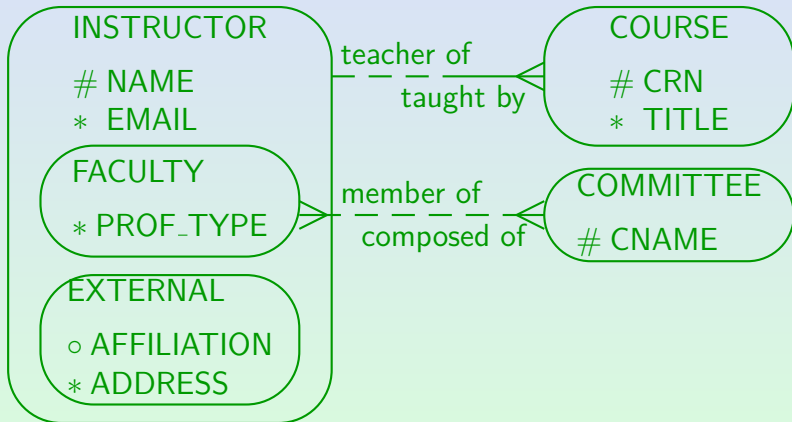 INSTRUCTOR
# NAME
* EMAIL
FACULTY
* PROF_TYPE
EXTERNAL
○ AFFILIATION
* ADDRESS
teacher of
taught by
member of
composed of
COURSE
# CRN
* TITLE
COMMITTEE
# CNAME